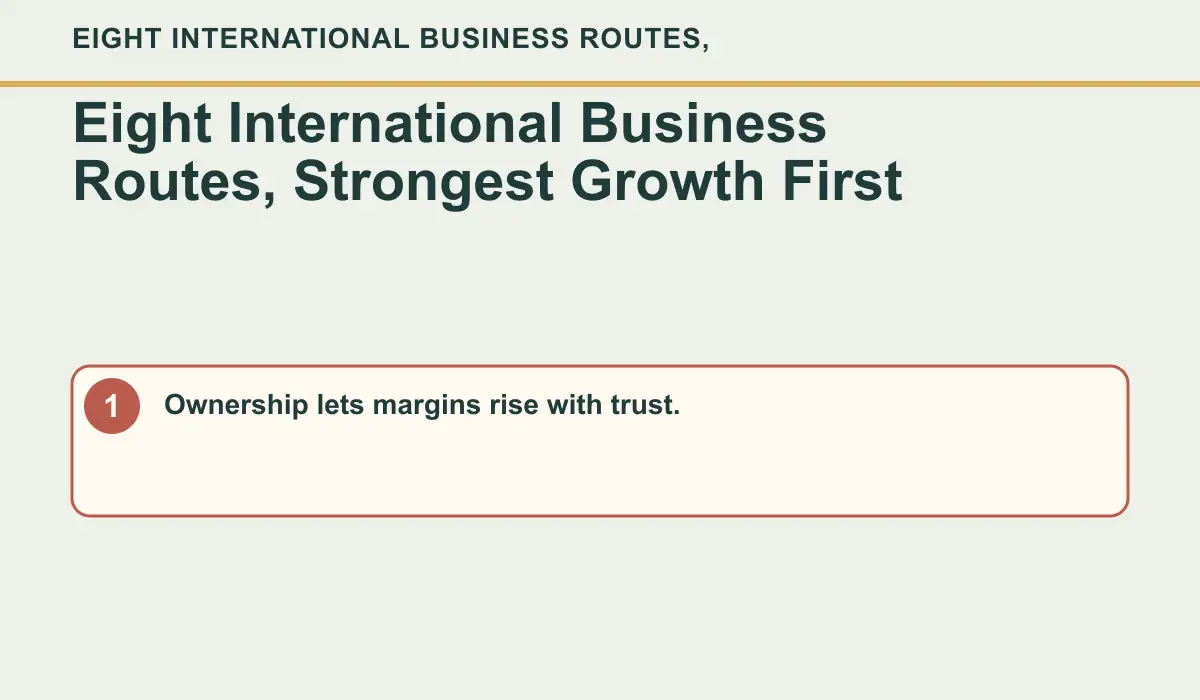 EIGHT INTERNATIONAL BUSINESS ROUTES,
Eight International Business
Routes, Strongest Growth First
1
Ownership lets margins rise with trust.